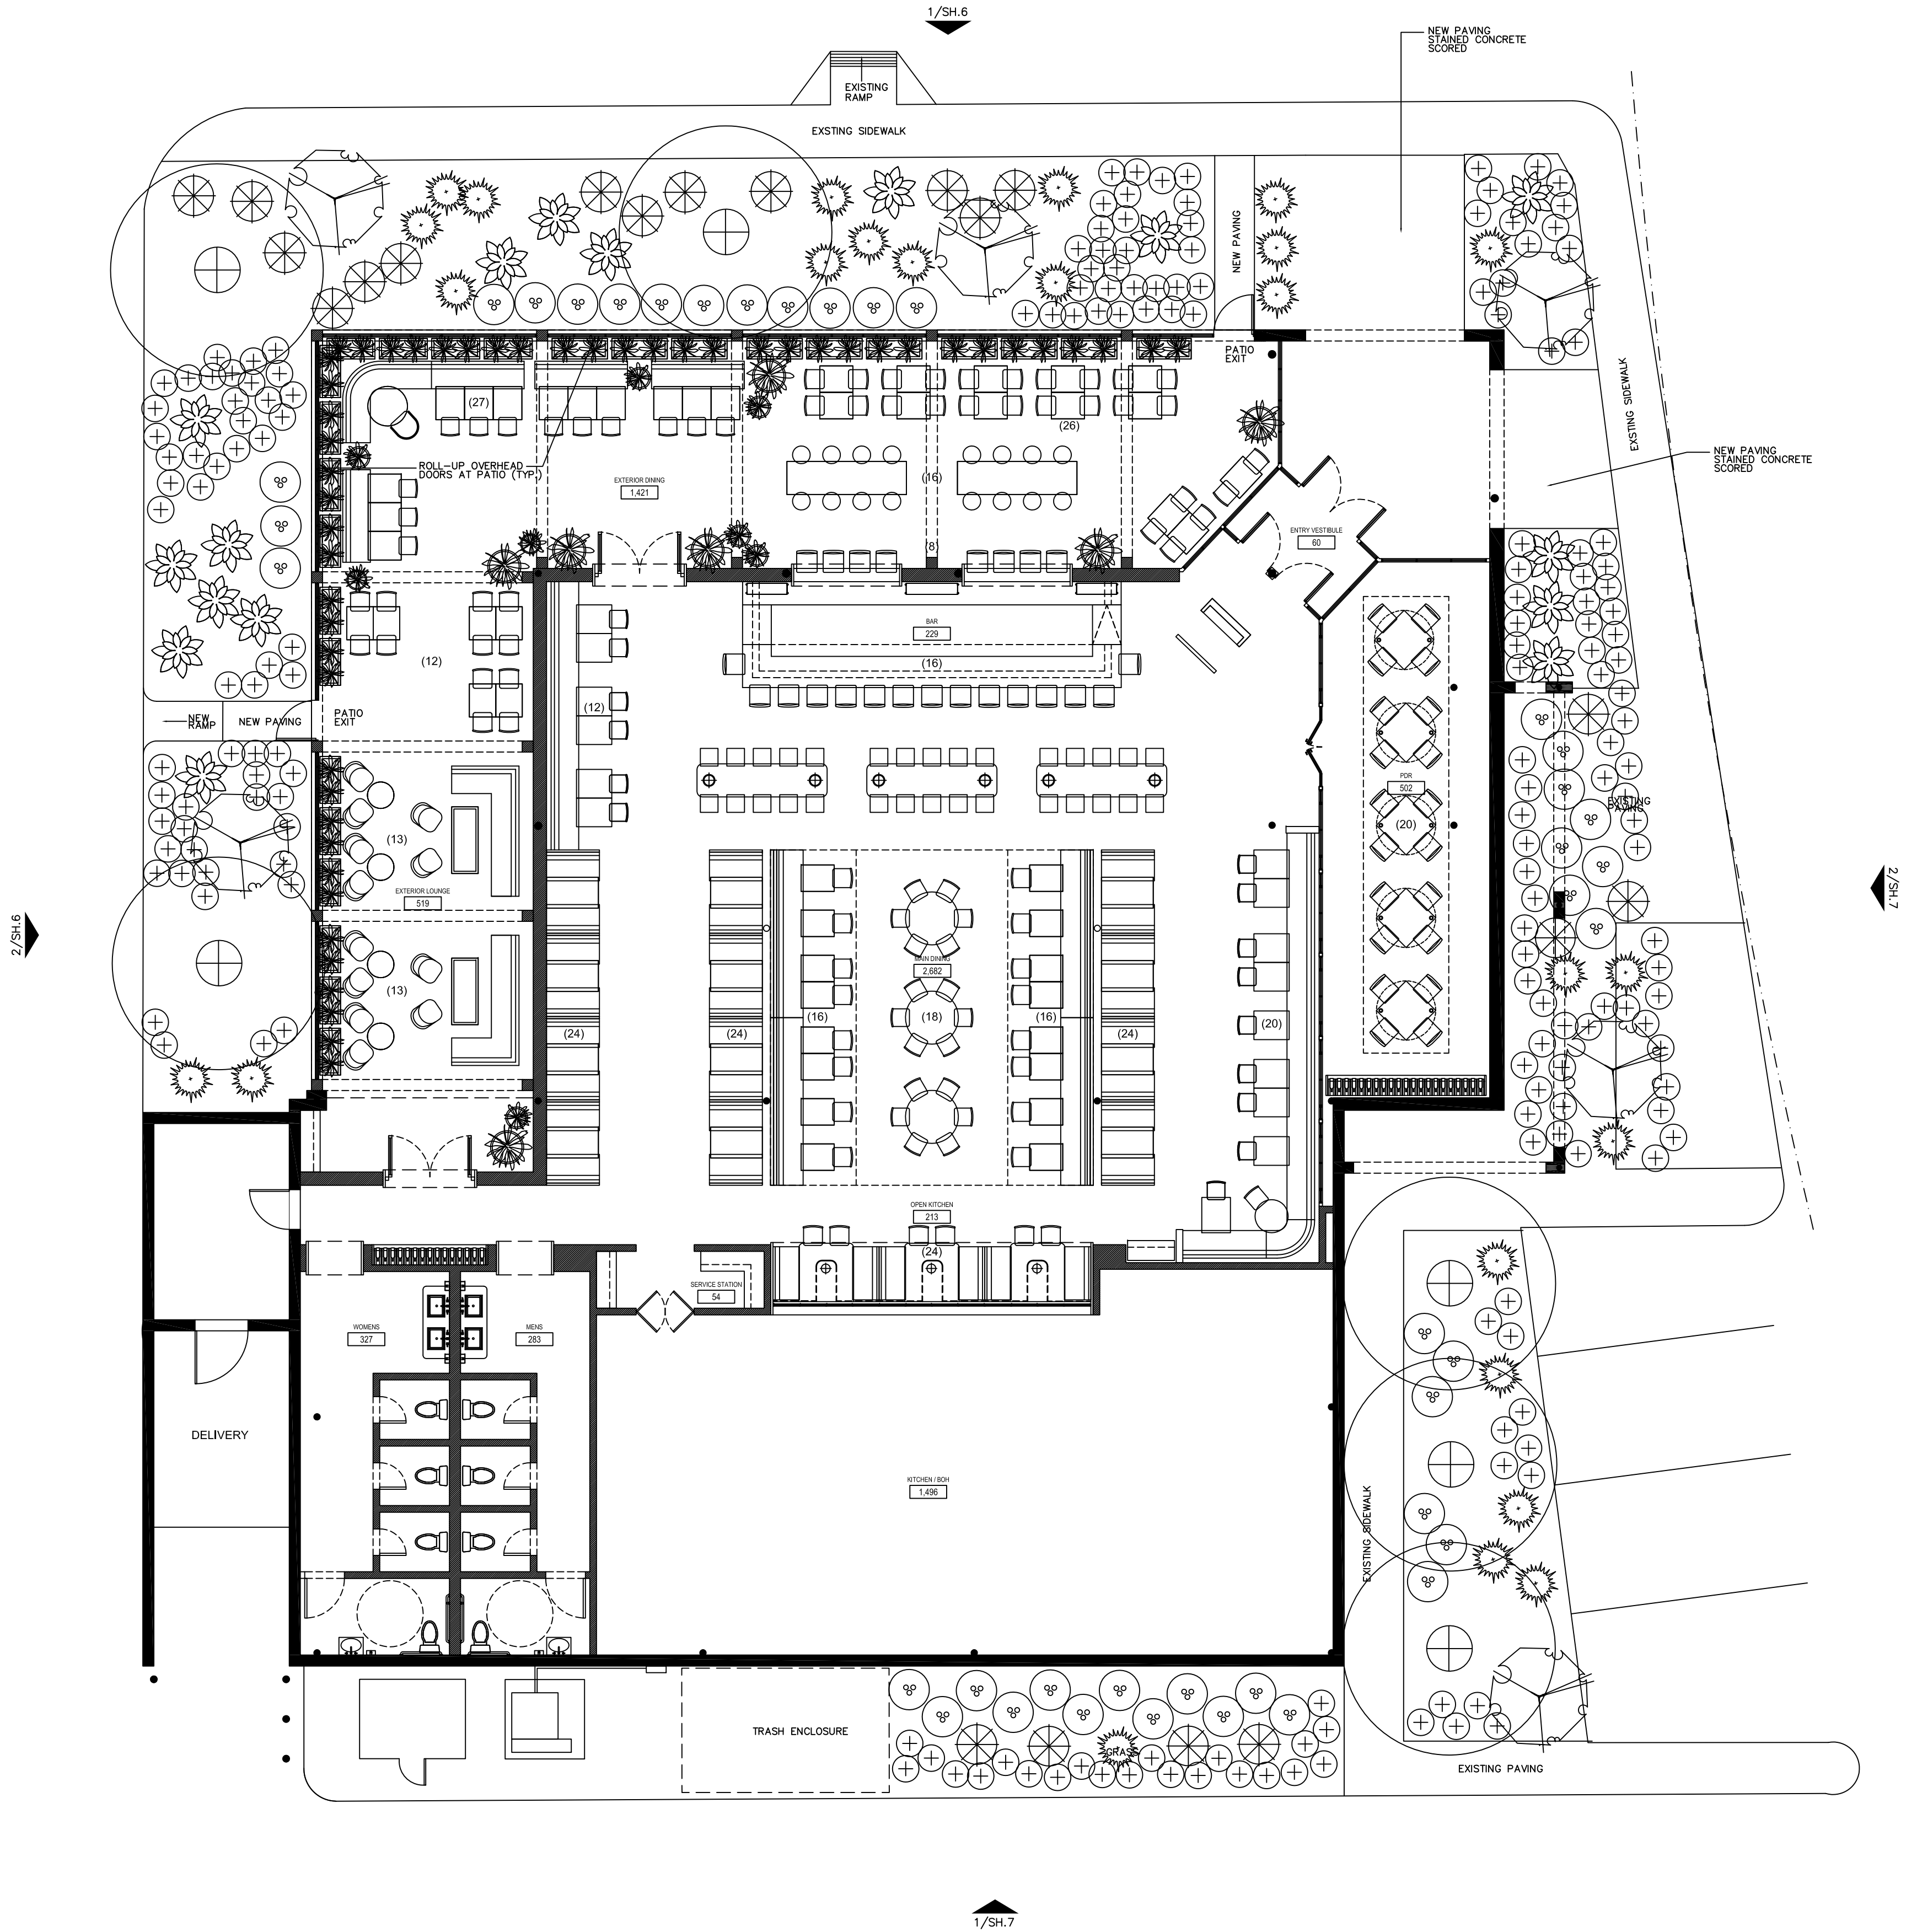 1/SH.6
NEW PAVING
STAINED CONCRETE
SCORED
EXISTING
RAMP
EXSTING SIDEWALK
NEW PAVING
PATIO
EXIT
EXSTING SIDEWALK
NEW PAVING
STAINED CONCRETE
SCORED
(27)
(26)
ROLL-UP OVERHEAD
DOORS AT PATIO (TYP.)
EXTERIOR DINING
1,421
(16)
(8)
ENTRY VESTIBULE
60
BAR
229
(16)
(12)
(12)
NEW
RAMP
NEW PAVING
PATIO
EXIT
PDR
502
(20)
EXISTING
PAVING
(13)
EXTERIOR LOUNGE
519
(13)
2/SH.6
2/SH.7
MAIN DINING
2,682
(24)
(24)
(16)
(18)
(16)
(24)
(20)
OPEN KITCHEN
213
(24)
SERVICE STATION
54
WOMENS
327
MENS
283
DELIVERY
KITCHEN / BOH
1,496
EXISTING SIDEWALK
TRASH ENCLOSURE
GRASS
EXISTING PAVING
1/SH.7